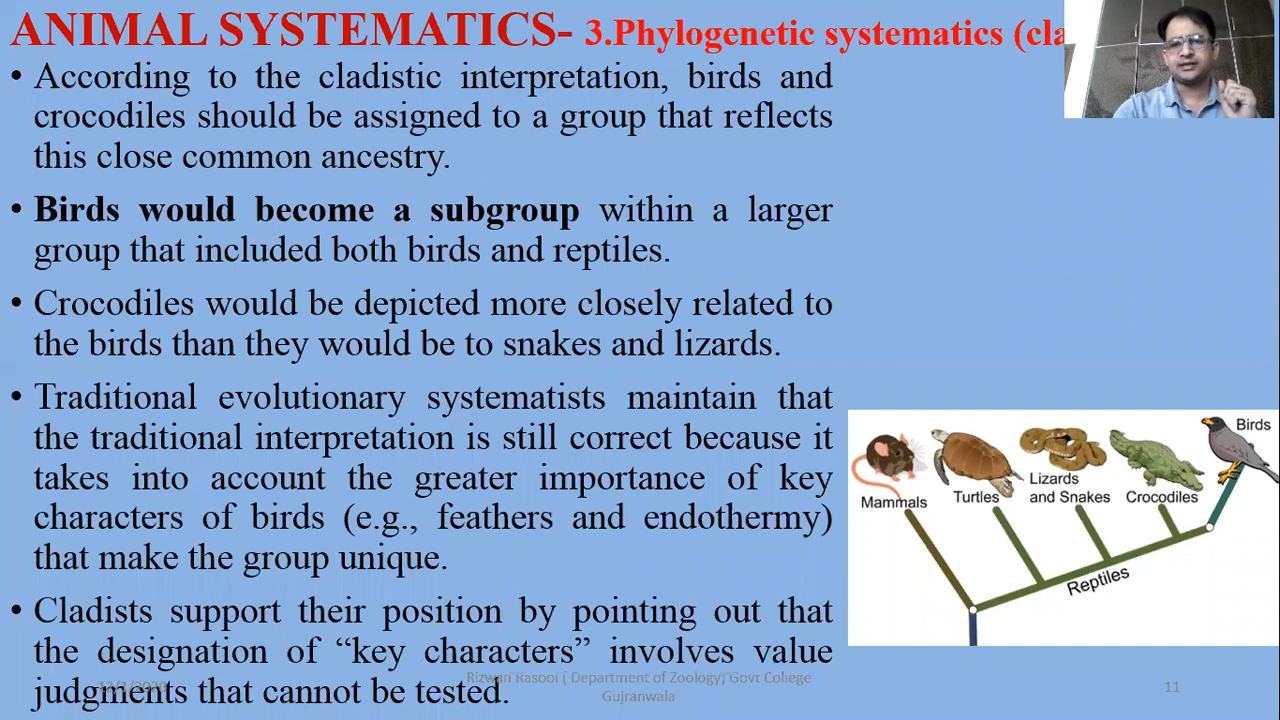 ANIMAL SYSTEMATICS- 3.Phylogenetic systematics (cla
• According to the cladistic interpretation, birds and
crocodiles should be assigned to a group that reflects
this close common ancestry.
• Birds would become a subgroup within a larger
group that included both birds and reptiles.
• Crocodiles would be depicted more closely related to
the birds than they would be to snakes and lizards.
• Traditional evolutionary systematists maintain that
the traditional interpretation is still correct because it
takes into account the greater importance of key
characters of birds (e.g., feathers and endothermy)
that make the group unique.
• Cladists support their position by pointing out that
the designation of “key characters” involves value
judgments that cannot be tested.
Birds
Lizards
and Snakes
Mammals
Turtles
Crocodiles
Reptiles
Rizwan Rasool ( Department of Zoology) Govt College
Gujranwala
11